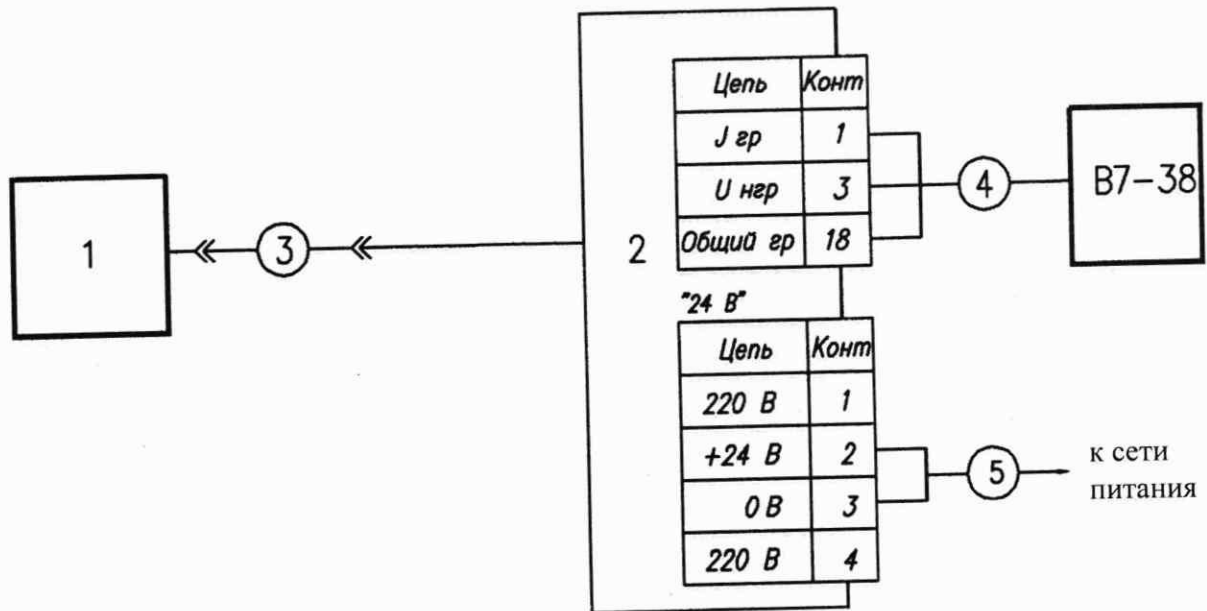 Цепь Конт
J гр 1
U нгр 3
Общий гр 18
1
3
2
4
В7-38
"24 В"
Цепь Конт
220 В 1
+24 В 2
0 В 3
220 В 4
5
к сети
питания